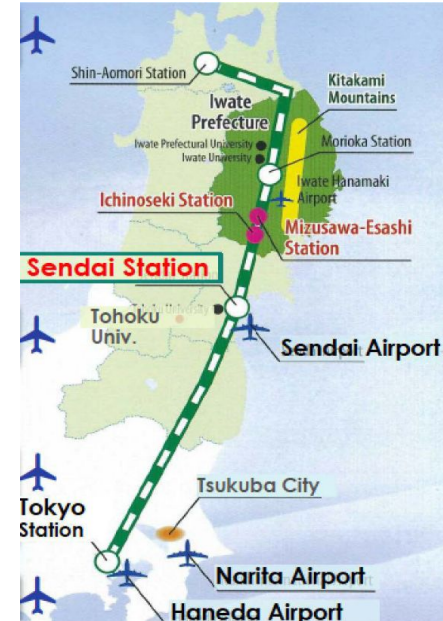 Shin-Aomori Station
Kitakami
Mountains
Iwate
Prefecture
Iwate Prefectural University
Iwate University
Morioka Station
Iwate Hanamaki
Airport
Ichinoseki Station
Mizusawa-Esashi
Station
Sendai Station
Tohoku
Univ.
Sendai Airport
Tsukuba City
Tokyo
Station
Narita Airport
Haneda Airport